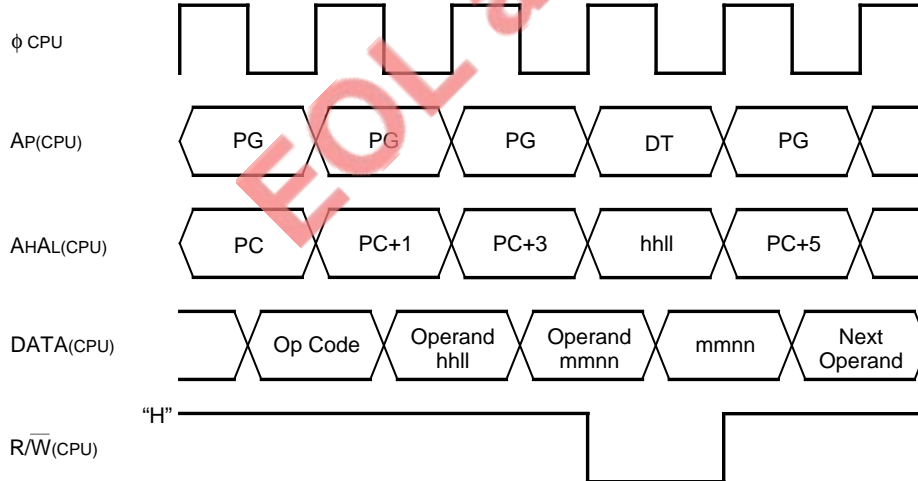 ϕ CPU
AP(CPU) PG PG PG DT PG
AHAL(CPU) PC PC+1 PC+3 hhll PC+5
DATA(CPU) Op Code Operand hhll Operand mmnn mmnn Next Operand
"H"
R/W̅(CPU)
EOL a